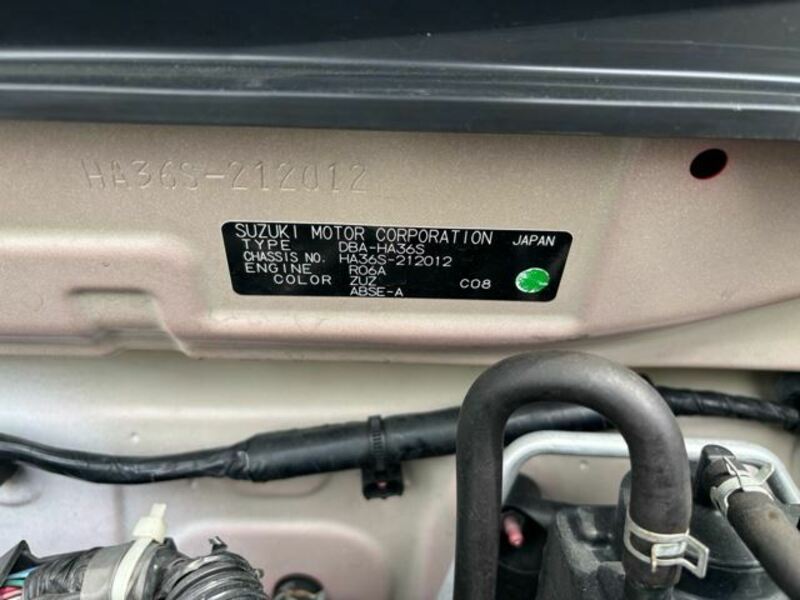 HA36S-212012
SUZUKI MOTOR CORPORATION JAPAN
TYPE DBA-HA36S
CHASSIS NO. HA36S-212012
ENGINE R06A
COLOR ZUZ C08
ABSE-A